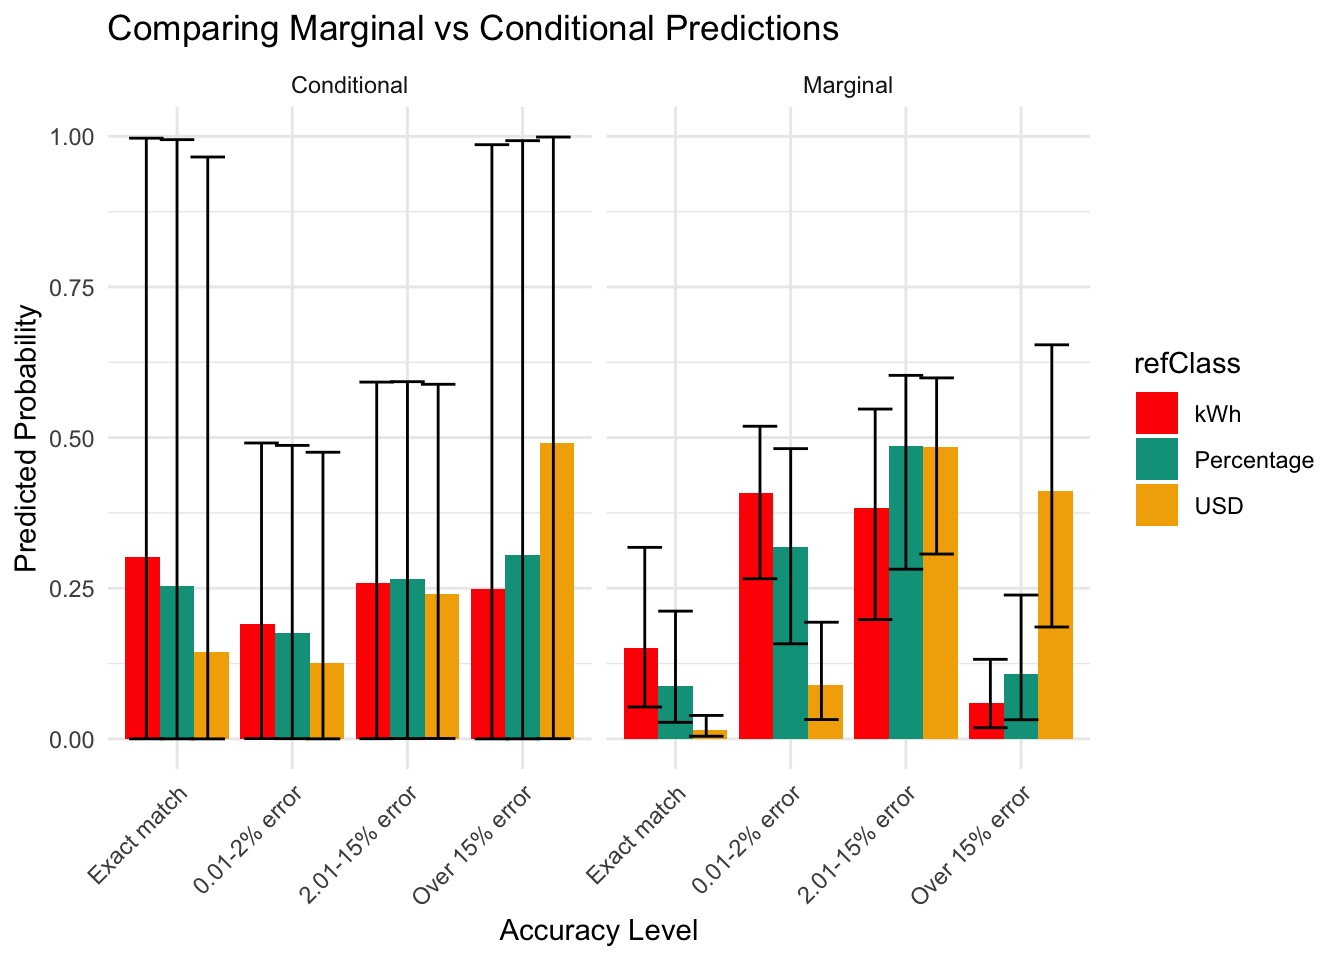 Comparing Marginal vs Conditional Predictions
Conditional
Marginal
Predicted Probability
1.00
0.75
0.50
0.25
0.00
Exact match
0.01-2% error
2.01-15% error
Over 15% error
Exact match
0.01-2% error
2.01-15% error
Over 15% error
Accuracy Level
refClass
kWh
Percentage
USD